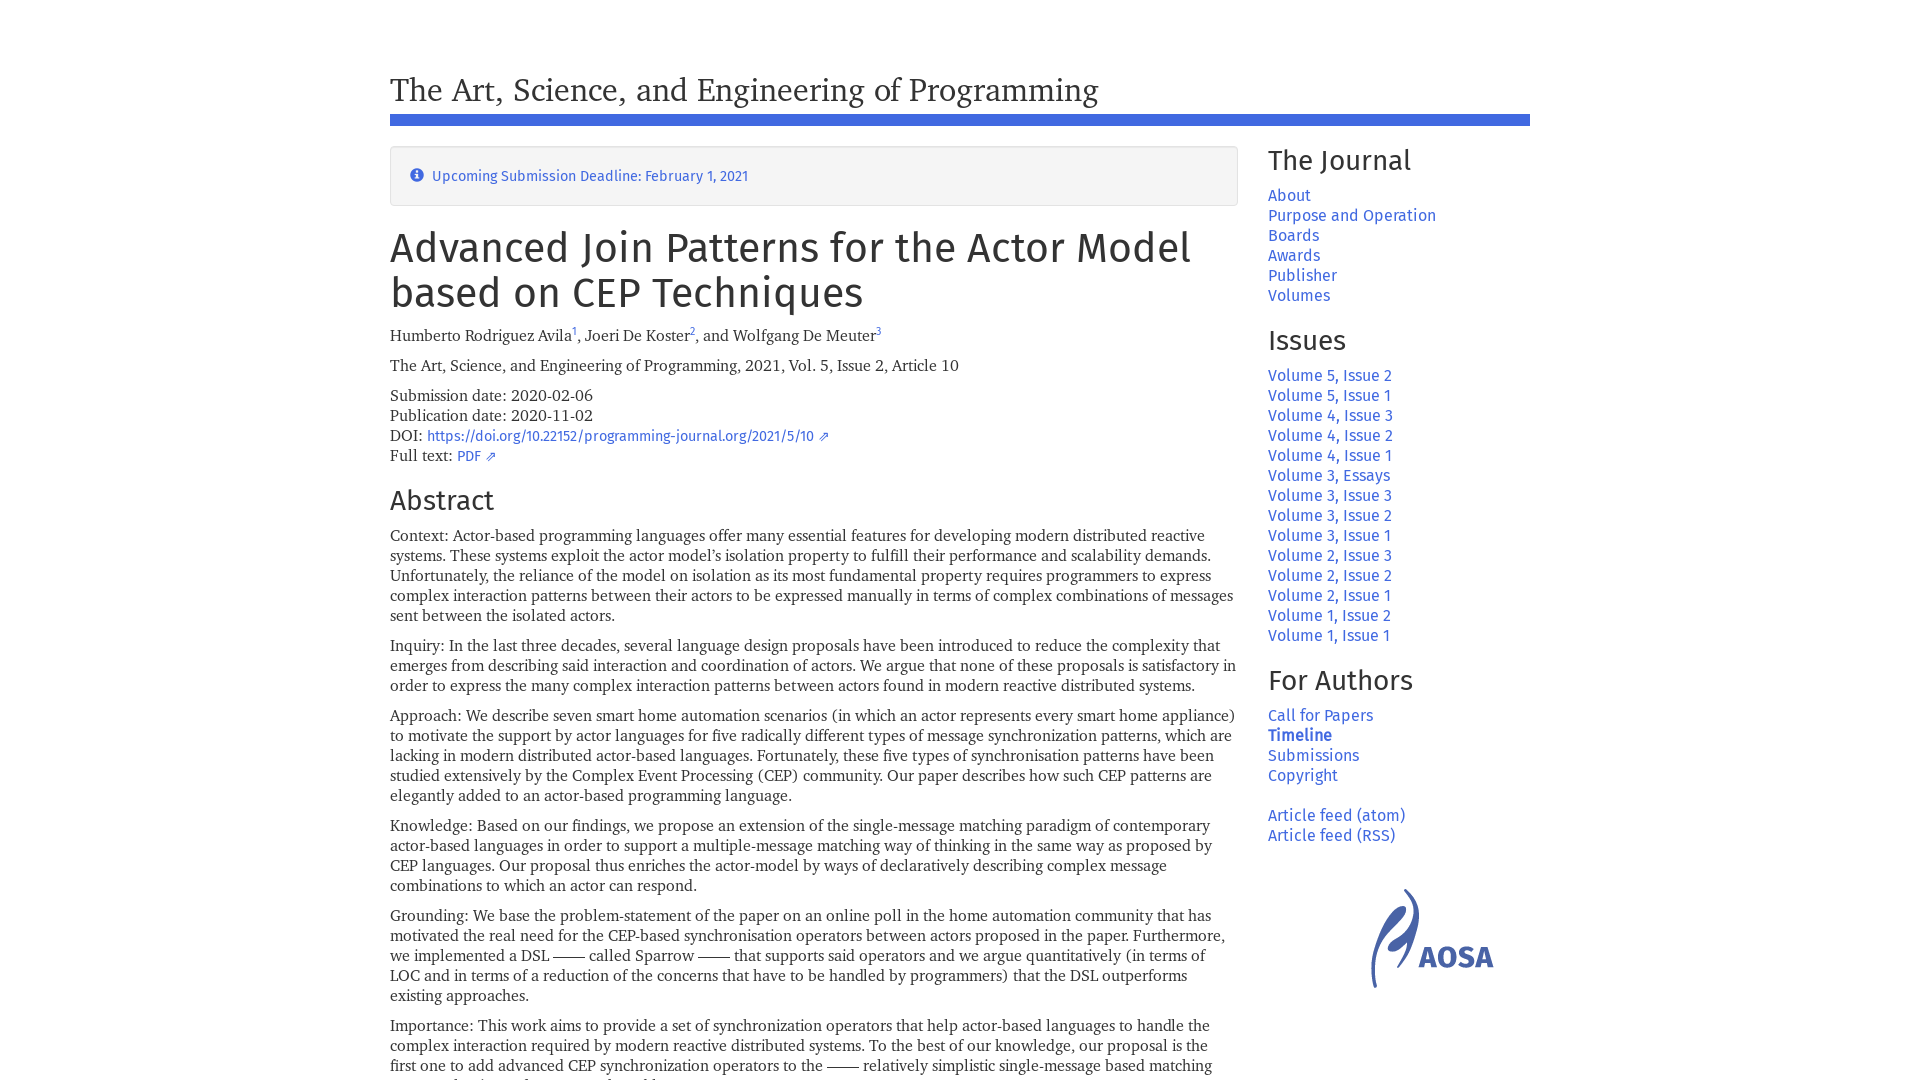 The Art, Science, and Engineering of Programming
Upcoming Submission Deadline: February 1, 2021
Advanced Join Patterns for the Actor Model
based on CEP Techniques
Humberto Rodriguez Avila1, Joeri De Koster2, and Wolfgang De Meuter3
The Art, Science, and Engineering of Programming, 2021, Vol. 5, Issue 2, Article 10
Submission date: 2020-02-06
Publication date: 2020-11-02
DOI: https://doi.org/10.22152/programming-journal.org/2021/5/10 ⇗
Full text: PDF ⇗
Abstract
Context: Actor-based programming languages offer many essential features for developing modern distributed reactive
systems. These systems exploit the actor model’s isolation property to fulfill their performance and scalability demands.
Unfortunately, the reliance of the model on isolation as its most fundamental property requires programmers to express
complex interaction patterns between their actors to be expressed manually in terms of complex combinations of messages
sent between the isolated actors.
Inquiry: In the last three decades, several language design proposals have been introduced to reduce the complexity that
emerges from describing said interaction and coordination of actors. We argue that none of these proposals is satisfactory in
order to express the many complex interaction patterns between actors found in modern reactive distributed systems.
Approach: We describe seven smart home automation scenarios (in which an actor represents every smart home appliance)
to motivate the support by actor languages for five radically different types of message synchronization patterns, which are
lacking in modern distributed actor-based languages. Fortunately, these five types of synchronisation patterns have been
studied extensively by the Complex Event Processing (CEP) community. Our paper describes how such CEP patterns are
elegantly added to an actor-based programming language.
Knowledge: Based on our findings, we propose an extension of the single-message matching paradigm of contemporary
actor-based languages in order to support a multiple-message matching way of thinking in the same way as proposed by
CEP languages. Our proposal thus enriches the actor-model by ways of declaratively describing complex message
combinations to which an actor can respond.
Grounding: We base the problem-statement of the paper on an online poll in the home automation community that has
motivated the real need for the CEP-based synchronisation operators between actors proposed in the paper. Furthermore,
we implemented a DSL —— called Sparrow —— that supports said operators and we argue quantitatively (in terms of
LOC and in terms of a reduction of the concerns that have to be handled by programmers) that the DSL outperforms
existing approaches.
Importance: This work aims to provide a set of synchronization operators that help actor-based languages to handle the
complex interaction required by modern reactive distributed systems. To the best of our knowledge, our proposal is the
first one to add advanced CEP synchronization operators to the —— relatively simplistic single-message based matching
The Journal
About
Purpose and Operation
Boards
Awards
Publisher
Volumes
Issues
Volume 5, Issue 2
Volume 5, Issue 1
Volume 4, Issue 3
Volume 4, Issue 2
Volume 4, Issue 1
Volume 3, Essays
Volume 3, Issue 3
Volume 3, Issue 2
Volume 3, Issue 1
Volume 2, Issue 3
Volume 2, Issue 2
Volume 2, Issue 1
Volume 1, Issue 2
Volume 1, Issue 1
For Authors
Call for Papers
Timeline
Submissions
Copyright
Article feed (atom)
Article feed (RSS)
AOSA